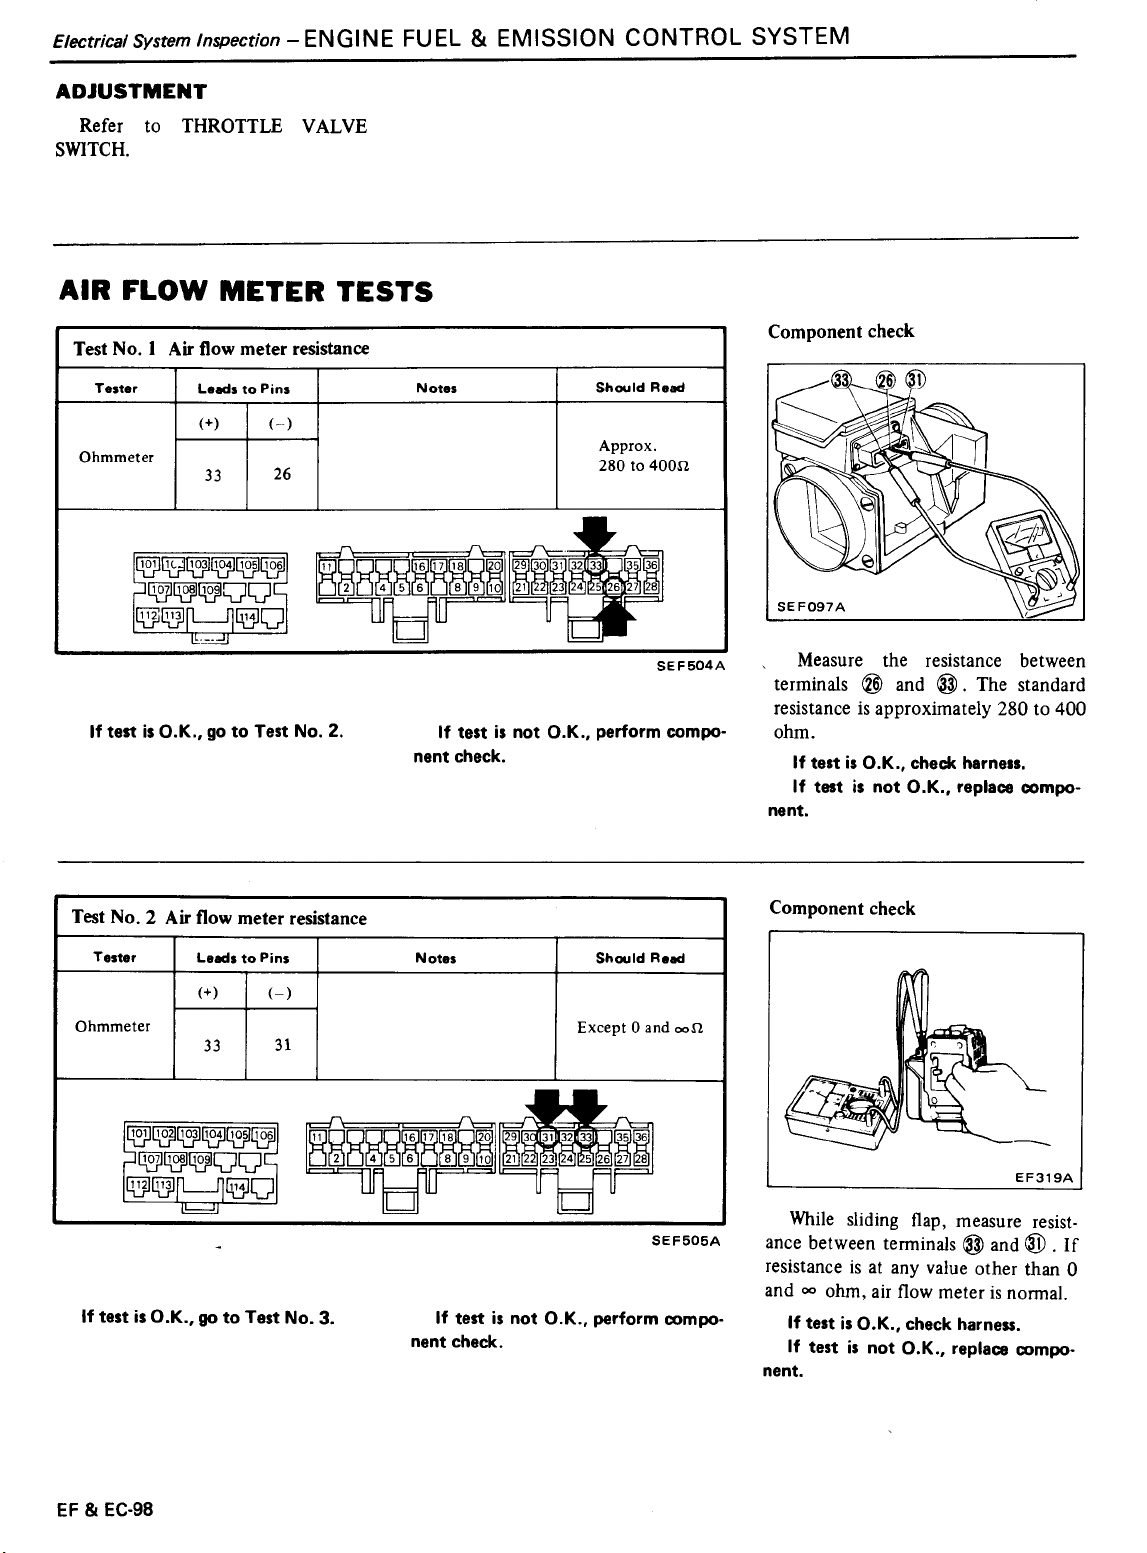 Electrical System Inspection – ENGINE FUEL & EMISSION CONTROL SYSTEM
ADJUSTMENT
Refer to THROTTLE VALVE
SWITCH.
AIR FLOW METER TESTS
Test No. 1 Air flow meter resistance
Tester Leads to Pins Notes Should Read
(+) (–)
Ohmmeter
33 26
Approx.
280 to 400Ω
101 103 104 105 106
107 108 109
112 113 114
11 16 17 18 20
2 4 5 6 8 9 10
29 30 31 32 33 35 36
21 22 23 24 25 26 27 28
SEF504A
If test is O.K., go to Test No. 2.
If test is not O.K., perform compo-
nent check.
Component check
33 26 31
SEF097A
Measure the resistance between
terminals ㉖ and ㉝. The standard
resistance is approximately 280 to 400
ohm.
If test is O.K., check harness.
If test is not O.K., replace compo-
nent.
Test No. 2 Air flow meter resistance
Tester Leads to Pins Notes Should Read
(+) (–)
Ohmmeter
33 31
Except 0 and ∞Ω
101 102 103 104 105 106
107 108 109
112 113 114
11 16 17 18 20
2 4 5 6 8 9 10
29 30 31 32 33 35 36
21 22 23 24 25 26 27 28
SEF505A
If test is O.K., go to Test No. 3.
If test is not O.K., perform compo-
nent check.
Component check
EF319A
While sliding flap, measure resist-
ance between terminals ㉝ and ㉛. If
resistance is at any value other than 0
and ∞ ohm, air flow meter is normal.
If test is O.K., check harness.
If test is not O.K., replace compo-
nent.
EF & EC-98